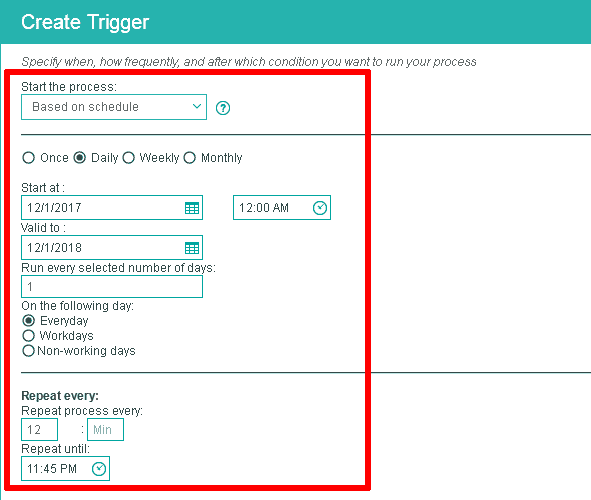 Create Trigger
Specify when, how frequently, and after which condition you want to run your process
Start the process:
Based on schedule
?
Once Daily Weekly Monthly
Start at :
12/1/2017 12:00 AM
Valid to :
12/1/2018
Run every selected number of days:
1
On the following day:
Everyday
Workdays
Non-working days
Repeat every:
Repeat process every:
12 : Min
Repeat until:
11:45 PM